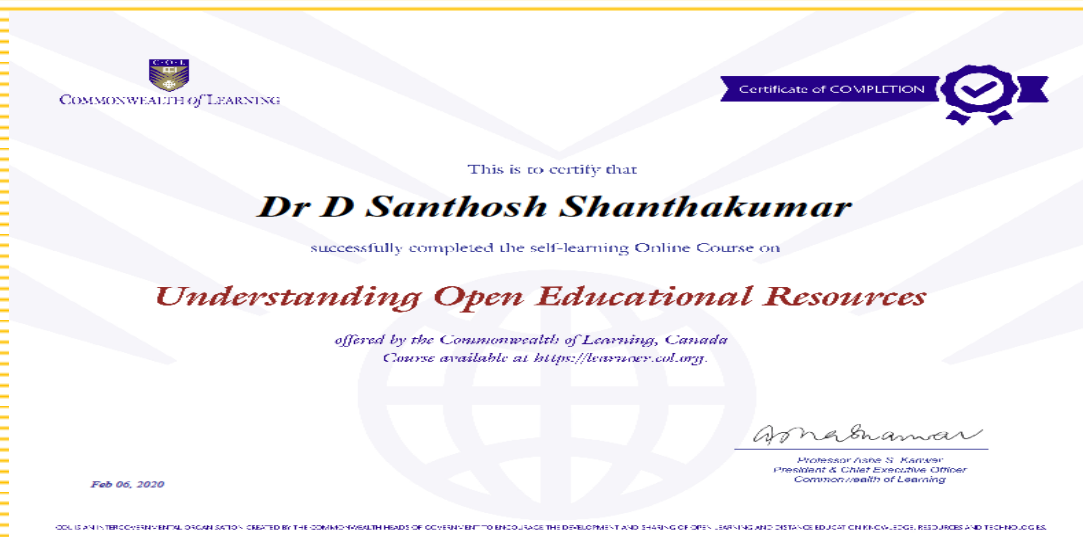 C·O·L
COMMONWEALTH of LEARNING
Certificate of COMPLETION
This is to certify that
Dr D Santhosh Shanthakumar
successfully completed the self-learning Online Course on
Understanding Open Educational Resources
offered by the Commonwealth of Learning, Canada
Course available at https://learnoer.col.org.
Professor Asha S. Kanwar
President & Chief Executive Officer
Commonwealth of Learning
Feb 06, 2020
COL IS AN INTERGOVERNMENTAL ORGANISATION CREATED BY THE COMMONWEALTH HEADS OF GOVERNMENT TO ENCOURAGE THE DEVELOPMENT AND SHARING OF OPEN LEARNING AND DISTANCE EDUCATION KNOWLEDGE, RESOURCES AND TECHNOLOGIES.